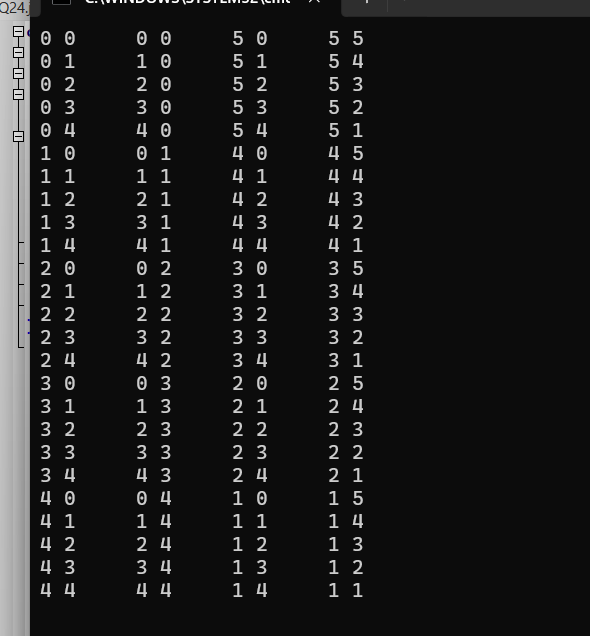 Q24.j
C:\WINDOWS\SYSTEM32\cmd
0 0 0 0 5 0 5 5
0 1 1 0 5 1 5 4
0 2 2 0 5 2 5 3
0 3 3 0 5 3 5 2
0 4 4 0 5 4 5 1
1 0 0 1 4 0 4 5
1 1 1 1 4 1 4 4
1 2 2 1 4 2 4 3
1 3 3 1 4 3 4 2
1 4 4 1 4 4 4 1
2 0 0 2 3 0 3 5
2 1 1 2 3 1 3 4
2 2 2 2 3 2 3 3
2 3 3 2 3 3 3 2
2 4 4 2 3 4 3 1
3 0 0 3 2 0 2 5
3 1 1 3 2 1 2 4
3 2 2 3 2 2 2 3
3 3 3 3 2 3 2 2
3 4 4 3 2 4 2 1
4 0 0 4 1 0 1 5
4 1 1 4 1 1 1 4
4 2 2 4 1 2 1 3
4 3 3 4 1 3 1 2
4 4 4 4 1 4 1 1